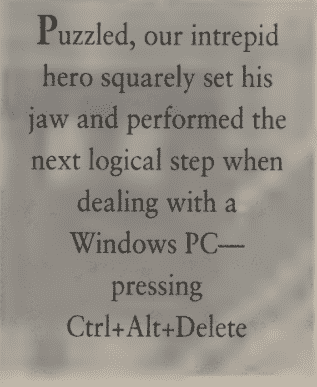 Puzzled, our intrepid
hero squarely set his
jaw and performed the
next logical step when
dealing with a
Windows PC—
pressing
Ctrl+Alt+Delete